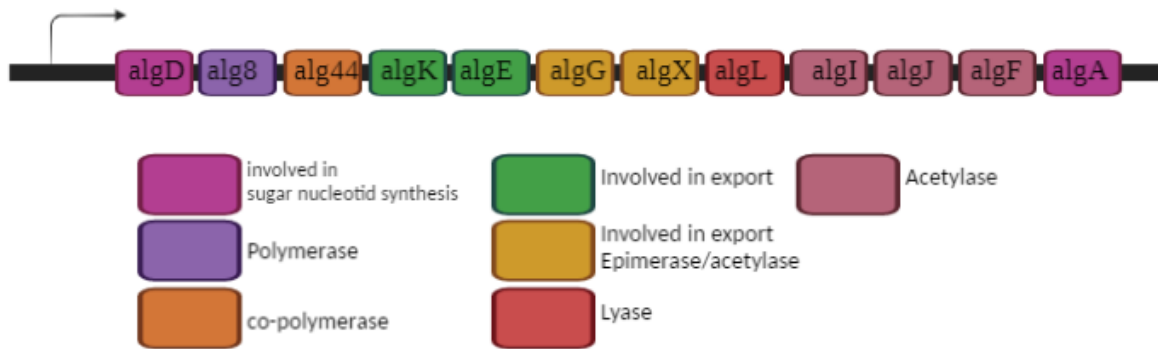 algD alg8 alg44 algK algE algG algX algL algI algJ algF algA
involved in
sugar nucleotid synthesis
Polymerase
co-polymerase
Involved in export
Involved in export
Epimerase/acetylase
Lyase
Acetylase